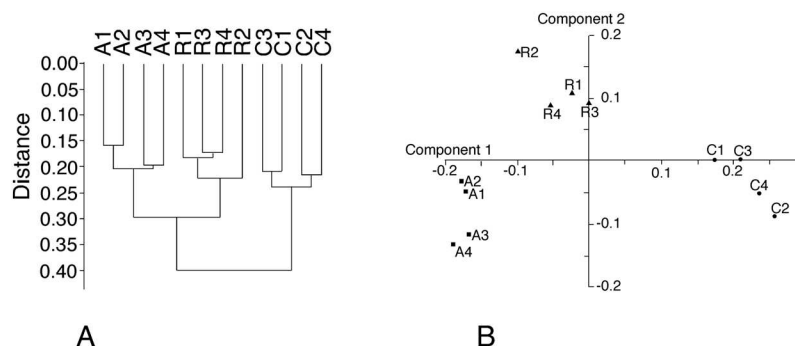 A1 A2 A3 A4 R1 R3 R4 R2 C3 C1 C2 C4
Distance
0.00
0.05
0.10
0.15
0.20
0.25
0.30
0.35
0.40
A
Component 2
0.2
R2
R1
0.1
R4
R3
Component 1
C1
C3
-0.2
-0.1
0.1
0.2
A2
A1
C4
C2
-0.1
A3
A4
-0.2
B